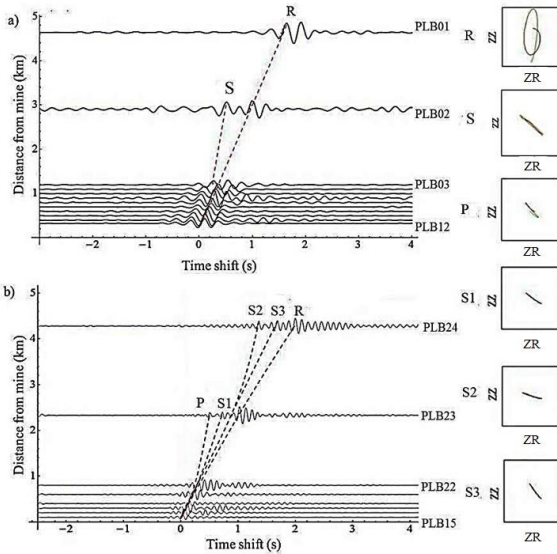 a)
R
S
5
4
3
2
1
Distance from mine (km)
PLB01
PLB02
PLB03
PLB12
−2
−1
0
1
2
3
4
Time shift (s)
b)
S2 S3 R
P S1
5
4
3
2
1
0
Distance from mine (km)
PLB24
PLB23
PLB22
PLB15
−2
−1
0
1
2
3
4
Time shift (s)
R
ZZ
ZR
S
ZZ
ZR
P
ZZ
ZR
S1
ZZ
ZR
S2
ZZ
ZR
S3
ZZ
ZR